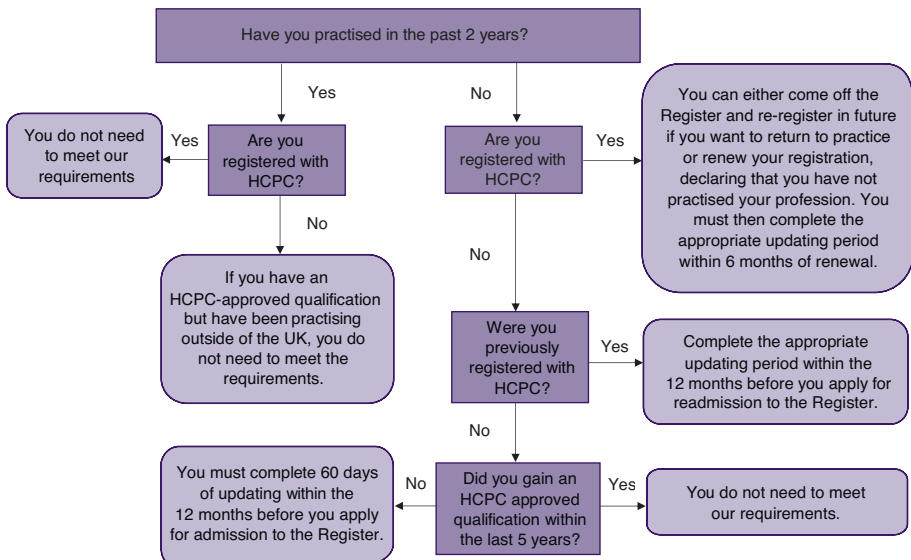 Have you practised in the past 2 years?
Yes
No
You do not need
to meet our
requirements
Yes
Are you
registered with
HCPC?
Are you
registered with
HCPC?
Yes
You can either come off the
Register and re-register in future
if you want to return to practice
or renew your registration,
declaring that you have not
practised your profession. You
must then complete the
appropriate updating period
within 6 months of renewal.
No
No
If you have an
HCPC-approved qualification
but have been practising
outside of the UK, you do
not need to meet the
requirements.
Were you
previously
registered with
HCPC?
Yes
Complete the appropriate
updating period within the
12 months before you apply for
readmission to the Register.
No
You must complete 60 days
of updating within the
12 months before you apply
for admission to the Register.
No
Did you gain an
HCPC approved
qualification within
the last 5 years?
Yes
You do not need to meet
our requirements.